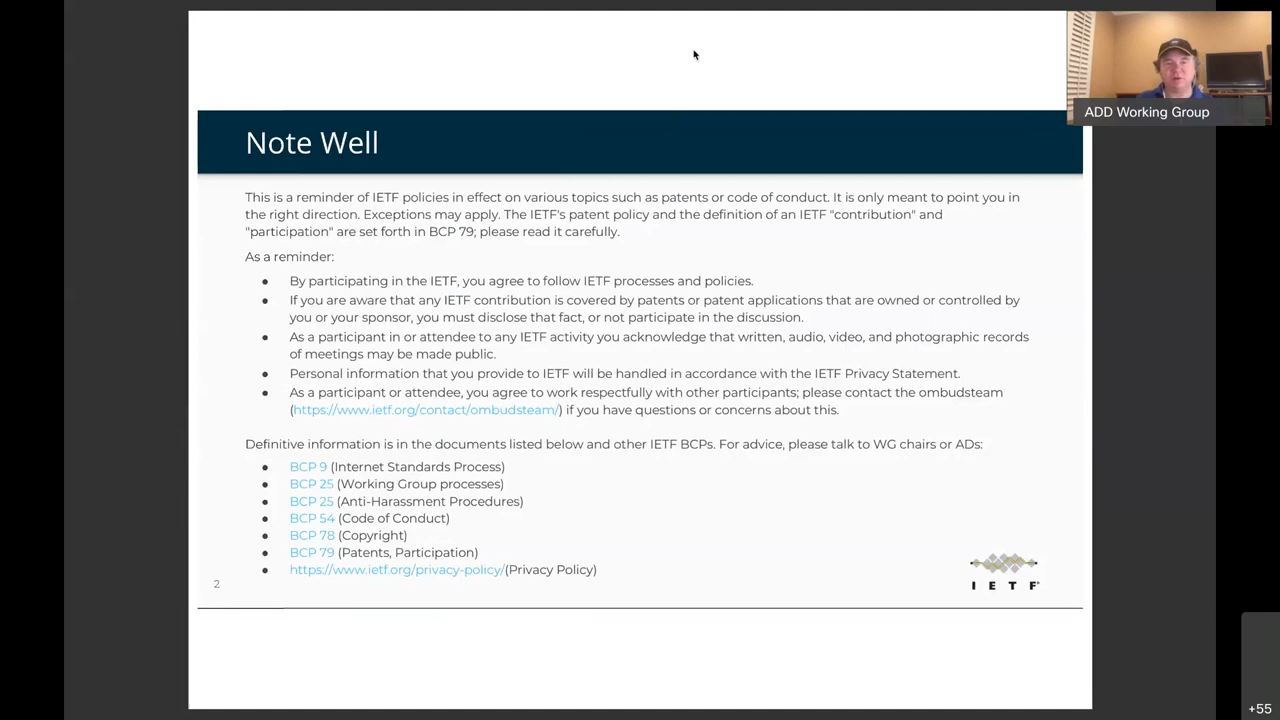 ADD Working Group
Note Well
This is a reminder of IETF policies in effect on various topics such as patents or code of conduct. It is only meant to point you in
the right direction. Exceptions may apply. The IETF's patent policy and the definition of an IETF "contribution" and
"participation" are set forth in BCP 79; please read it carefully.
As a reminder:
● By participating in the IETF, you agree to follow IETF processes and policies.
● If you are aware that any IETF contribution is covered by patents or patent applications that are owned or controlled by
you or your sponsor, you must disclose that fact, or not participate in the discussion.
● As a participant in or attendee to any IETF activity you acknowledge that written, audio, video, and photographic records
of meetings may be made public.
● Personal information that you provide to IETF will be handled in accordance with the IETF Privacy Statement.
● As a participant or attendee, you agree to work respectfully with other participants; please contact the ombudsteam
(https://www.ietf.org/contact/ombudsteam/) if you have questions or concerns about this.
Definitive information is in the documents listed below and other IETF BCPs. For advice, please talk to WG chairs or ADs:
● BCP 9 (Internet Standards Process)
● BCP 25 (Working Group processes)
● BCP 25 (Anti-Harassment Procedures)
● BCP 54 (Code of Conduct)
● BCP 78 (Copyright)
● BCP 79 (Patents, Participation)
● https://www.ietf.org/privacy-policy/(Privacy Policy)
2
I E T F®
+55